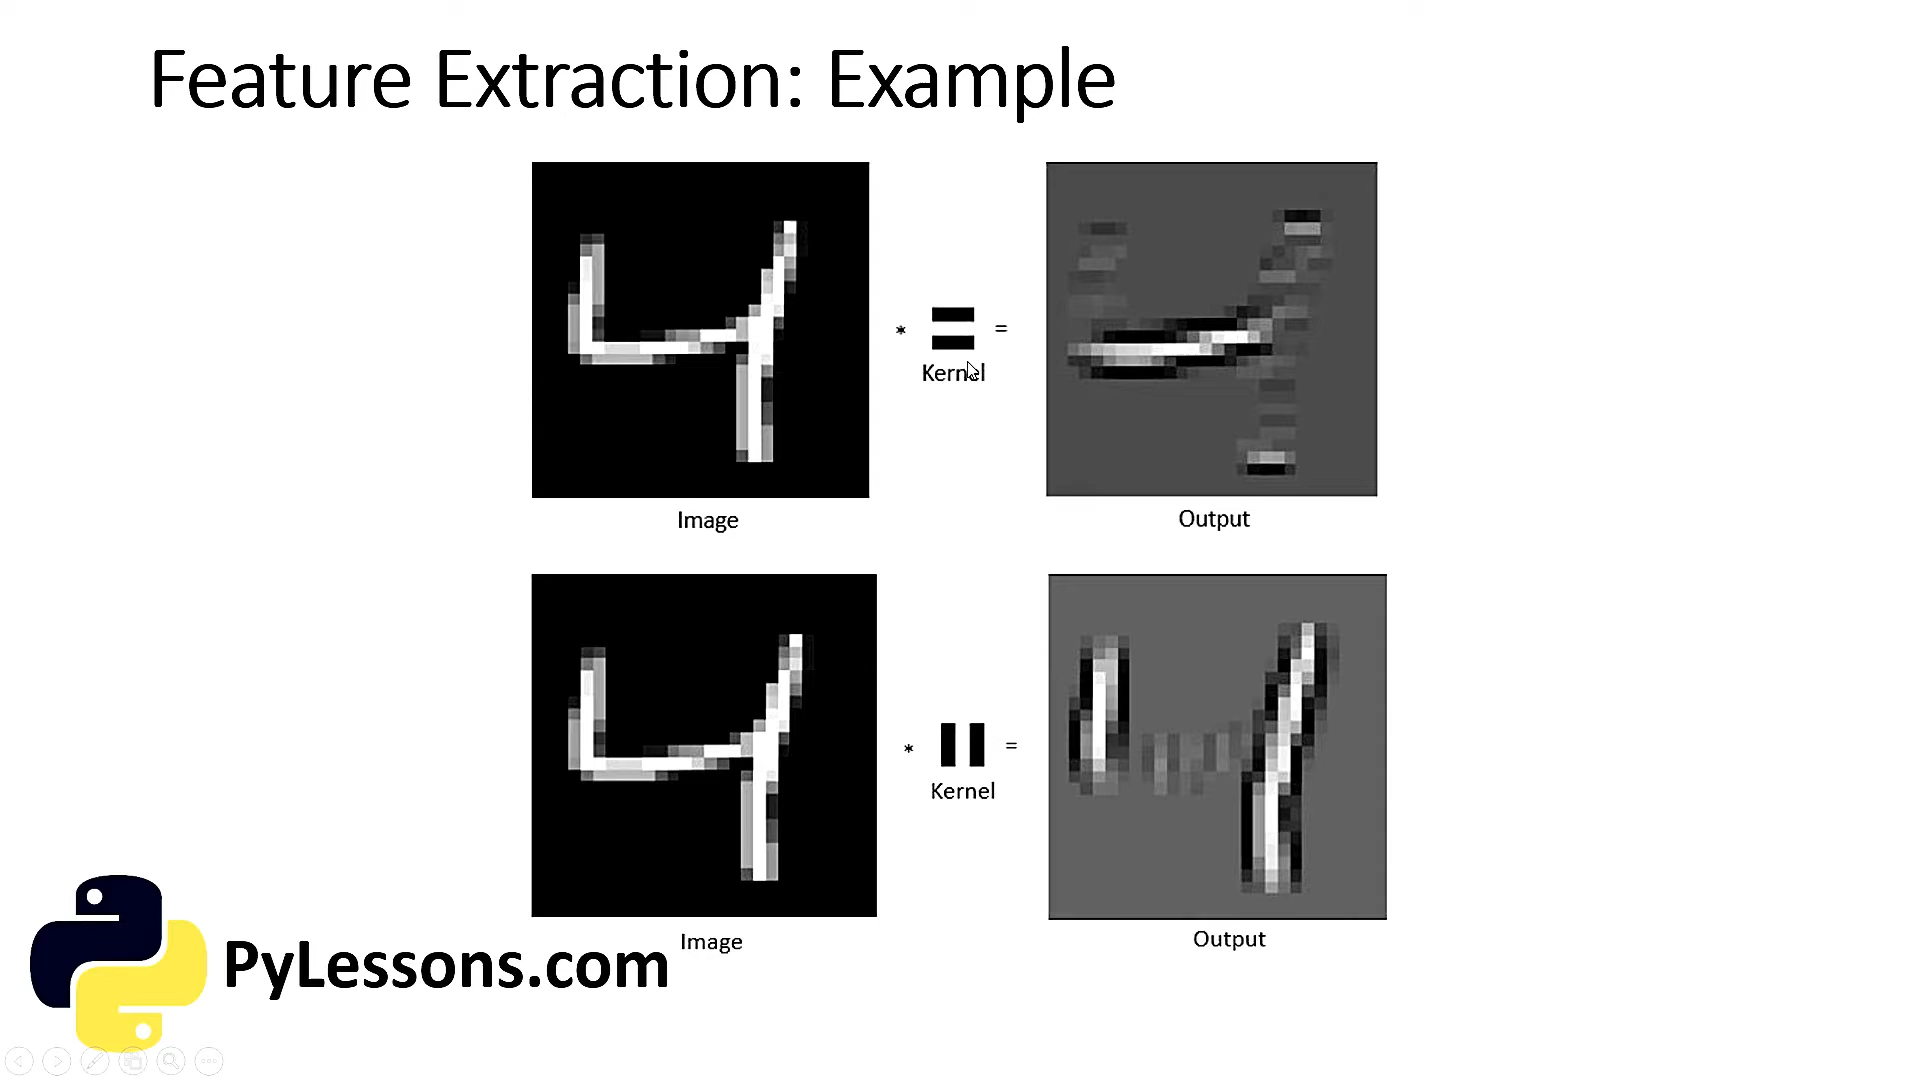 Feature Extraction: Example
* =
Kernel
Image
Output
* =
Kernel
Image
Output
PyLessons.com